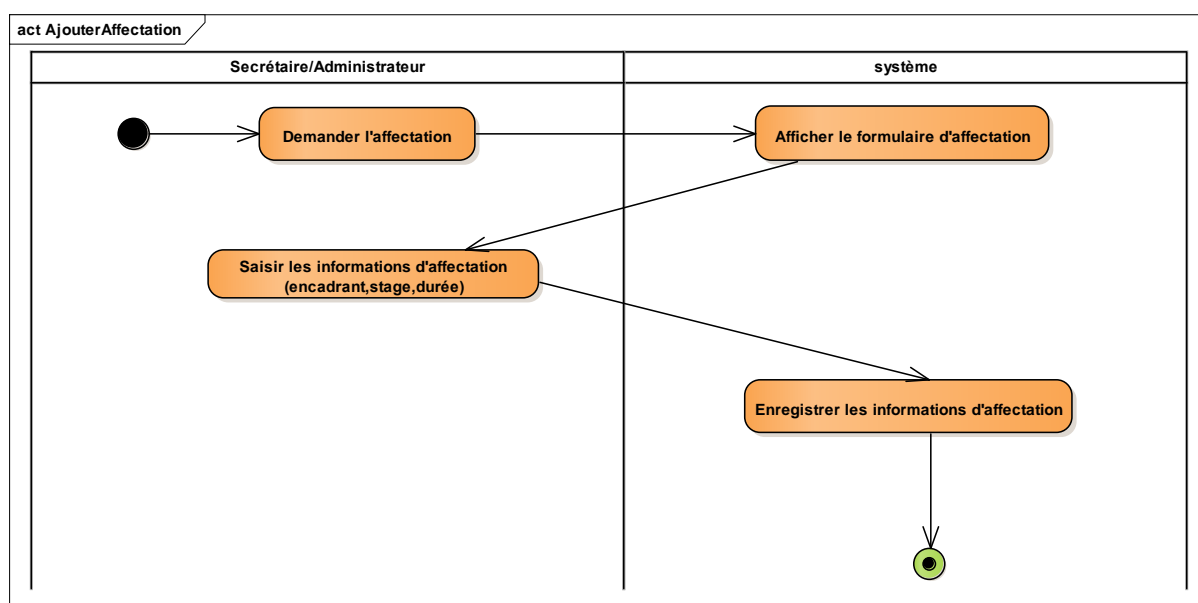 act AjouterAffectation
Secrétaire/Administrateur
système
Demander l'affectation
Afficher le formulaire d'affectation
Saisir les informations d'affectation
(encadrant,stage,durée)
Enregistrer les informations d'affectation